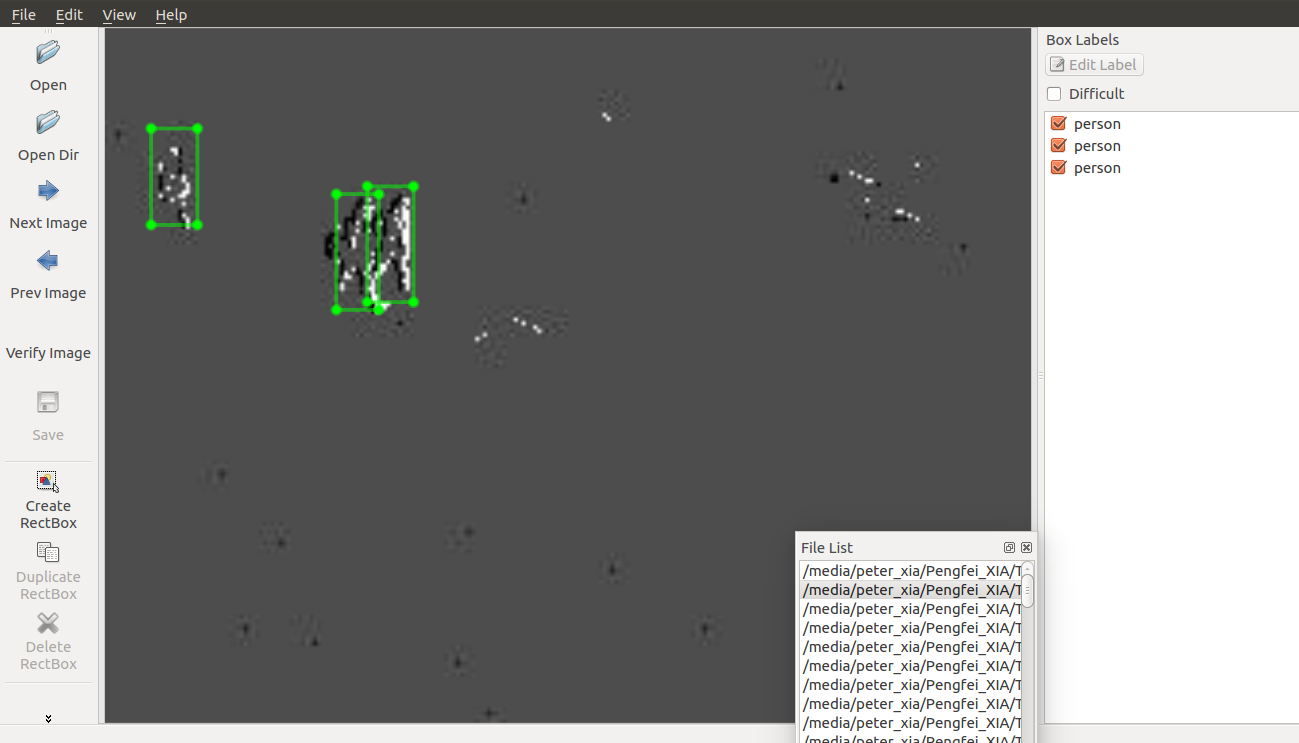 File Edit View Help
Open
Open Dir
Next Image
Prev Image
Verify Image
Save
Create
RectBox
Duplicate
RectBox
Delete
RectBox
Box Labels
Edit Label
Difficult
person
person
person
File List
/media/peter_xia/Pengfei_XIA/T
/media/peter_xia/Pengfei_XIA/T
/media/peter_xia/Pengfei_XIA/T
/media/peter_xia/Pengfei_XIA/T
/media/peter_xia/Pengfei_XIA/T
/media/peter_xia/Pengfei_XIA/T
/media/peter_xia/Pengfei_XIA/T
/media/peter_xia/Pengfei_XIA/T
/media/peter_xia/Pengfei_XIA/T
/media/peter_xia/Pengfei_XIA/T